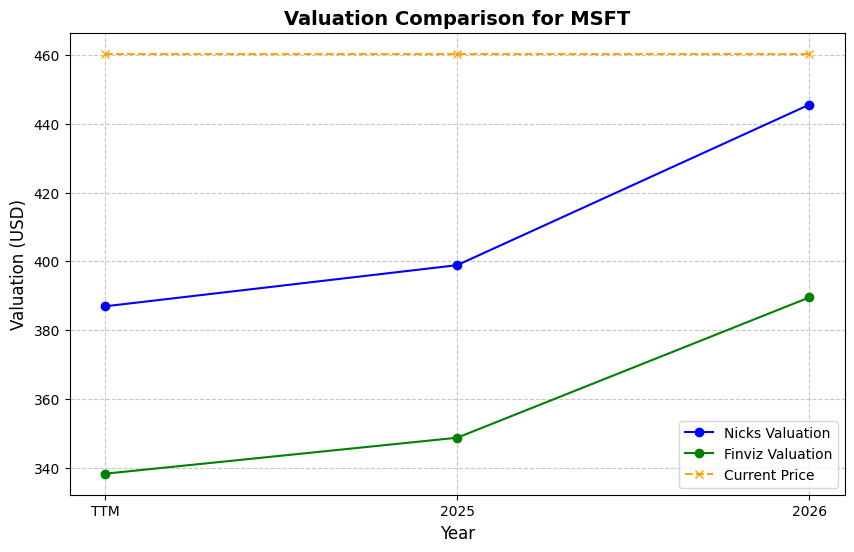 Valuation Comparison for MSFT
Valuation (USD)
460
440
420
400
380
360
340
TTM
2025
2026
Year
Nicks Valuation
Finviz Valuation
Current Price